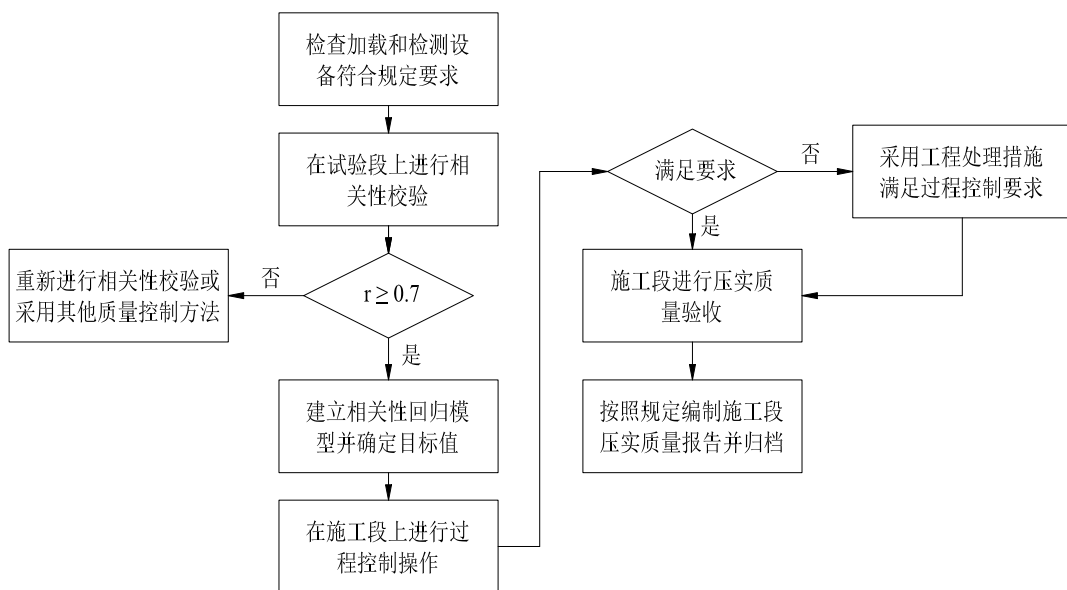 检查加载和检测设
备符合规定要求
在试验段上进行相
关性校验
r ≥ 0.7
否
重新进行相关性校验或
采用其他质量控制方法
是
建立相关性回归模
型并确定目标值
在施工段上进行过
程控制操作
满足要求
否
采用工程处理措施
满足过程控制要求
是
施工段进行压实质
量验收
按照规定编制施工段
压实质量报告并归档